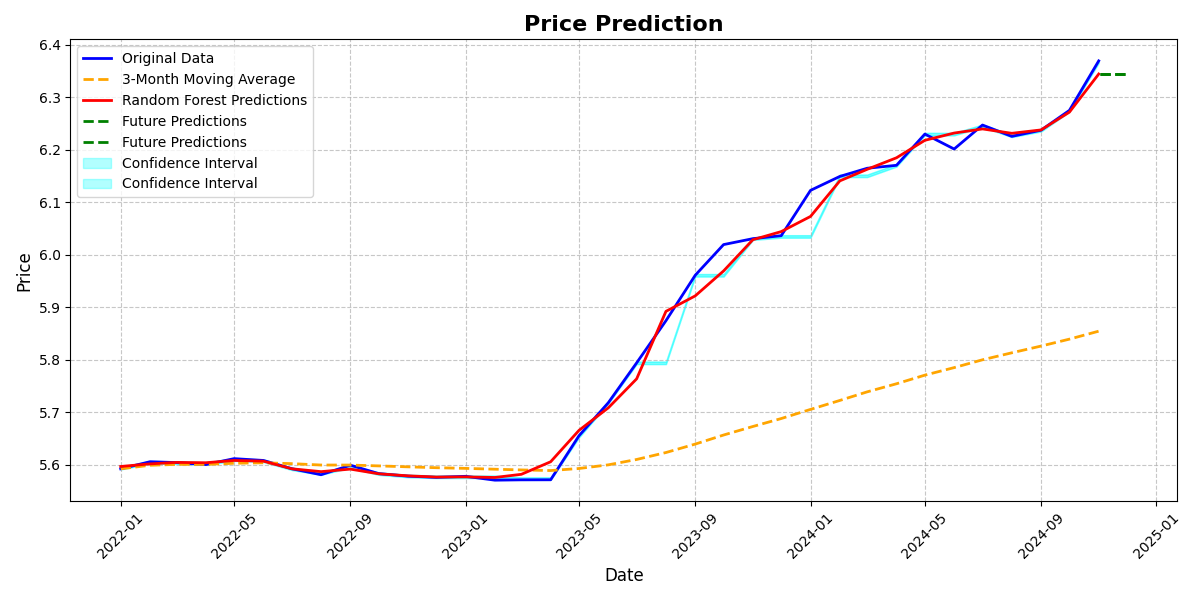 Price Prediction
Original Data
3-Month Moving Average
Random Forest Predictions
Future Predictions
Future Predictions
Confidence Interval
Confidence Interval
Price
6.4
6.3
6.2
6.1
6.0
5.9
5.8
5.7
5.6
2022-01
2022-05
2022-09
2023-01
2023-05
2023-09
2024-01
2024-05
2024-09
2025-01
Date